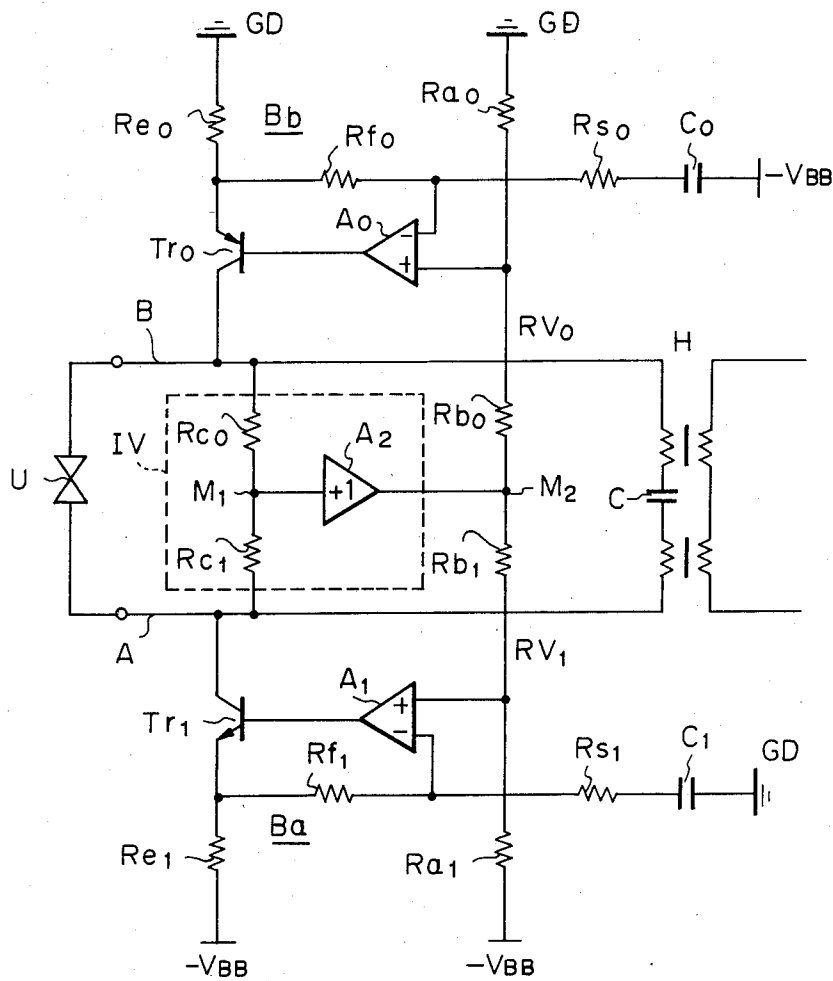 GD
GD
Re0
Bb
Ra0
Rf0
Rs0
C0
-VBB
A0
-
+
Tr0
B
RV0
H
Rc0
A2
Rb0
IV
U
M1
+1
M2
C
Rc1
Rb1
A
RV1
A1
+
-
Tr1
Rf1
Rs1
C1
GD
Ba
Re1
Ra1
-VBB
-VBB